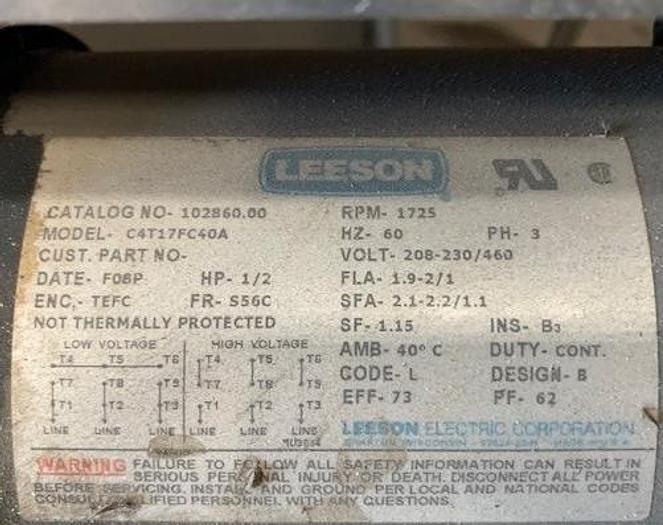 LEESON
CATALOG NO- 102860.00 RPM- 1725
MODEL- C4T17FC40A HZ- 60 PH- 3
CUST. PART NO- VOLT- 208-230/460
DATE- F08P HP- 1/2 FLA- 1.9-2/1
ENC.- TEFC FR- S56C SFA- 2.1-2.2/1.1
NOT THERMALLY PROTECTED SF- 1.15 INS- B3
LOW VOLTAGE HIGH VOLTAGE AMB- 40° C DUTY- CONT.
T4 T5 T6 T4 T5 T6
T7 T8 T9 T7 T8 T9 CODE- L DESIGN- B
T1 T2 T3 T1 T2 T3 EFF- 73 PF- 62
LINE LINE LINE LINE LINE LINE
LEESON ELECTRIC CORPORATION
WARNING FAILURE TO FOLLOW ALL SAFETY INFORMATION CAN RESULT IN
SERIOUS PERSONAL INJURY OR DEATH. DISCONNECT ALL POWER
BEFORE SERVICING. INSTALL AND GROUND PER LOCAL AND NATIONAL CODES
CONSULT QUALIFIED PERSONNEL WITH ANY QUESTIONS.